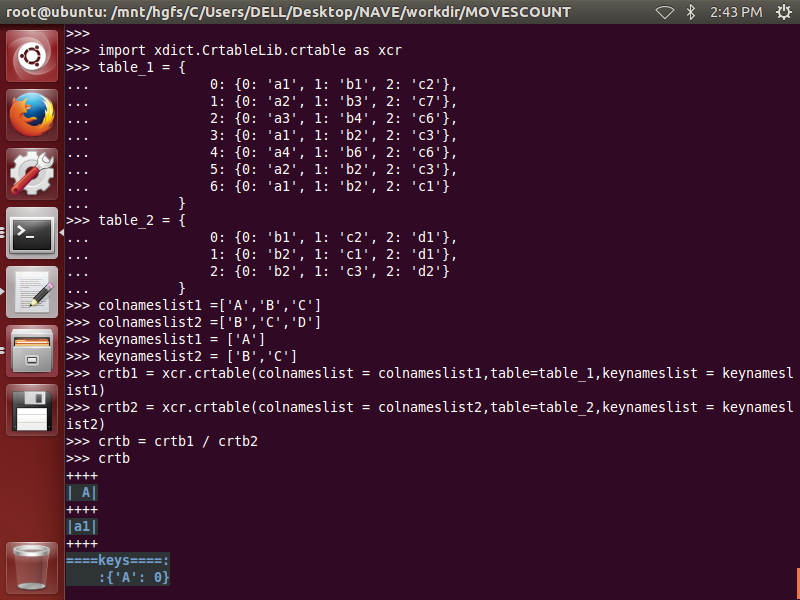 root@ubuntu: /mnt/hgfs/C/Users/DELL/Desktop/NAVE/workdir/MOVESCOUNT 2:43 PM
>>>
>>> import xdict.CrtableLib.crtable as xcr
>>> table_1 = {
...               0: {0: 'a1', 1: 'b1', 2: 'c2'},
...               1: {0: 'a2', 1: 'b3', 2: 'c7'},
...               2: {0: 'a3', 1: 'b4', 2: 'c6'},
...               3: {0: 'a1', 1: 'b2', 2: 'c3'},
...               4: {0: 'a4', 1: 'b6', 2: 'c6'},
...               5: {0: 'a2', 1: 'b2', 2: 'c3'},
...               6: {0: 'a1', 1: 'b2', 2: 'c1'}
...           }
>>> table_2 = {
...               0: {0: 'b1', 1: 'c2', 2: 'd1'},
...               1: {0: 'b2', 1: 'c1', 2: 'd1'},
...               2: {0: 'b2', 1: 'c3', 2: 'd2'}
...           }
>>> colnameslist1 =['A','B','C']
>>> colnameslist2 =['B','C','D']
>>> keynameslist1 = ['A']
>>> keynameslist2 = ['B','C']
>>> crtb1 = xcr.crtable(colnameslist = colnameslist1,table=table_1,keynameslist = keynamesl
ist1)
>>> crtb2 = xcr.crtable(colnameslist = colnameslist2,table=table_2,keynameslist = keynamesl
ist2)
>>> crtb = crtb1 / crtb2
>>> crtb
++++
| A|
++++
|a1|
++++
====keys====:
    :{'A': 0}